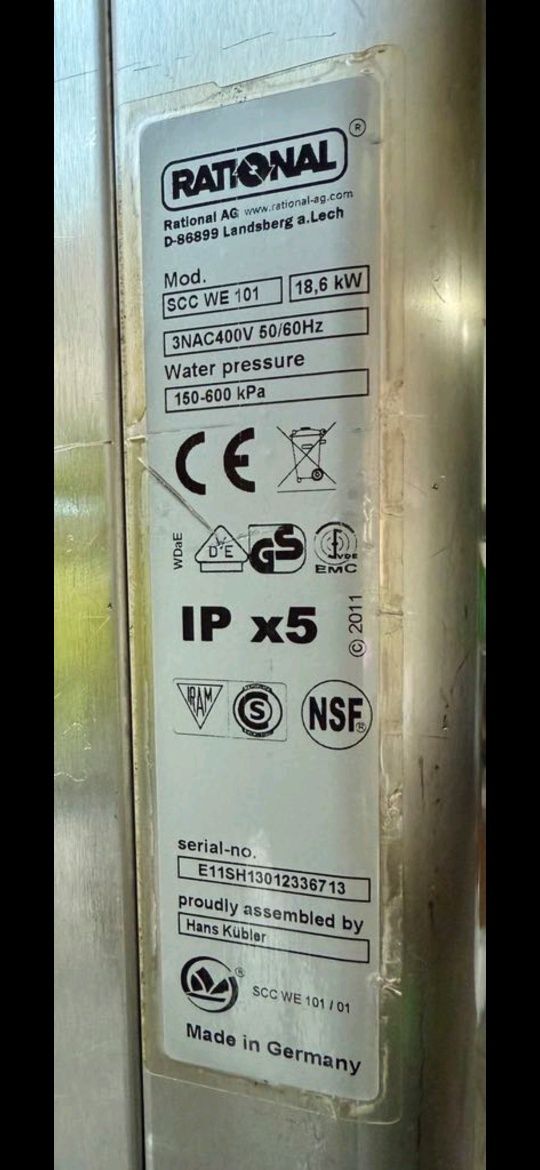 RATIONAL ®
Rational AG www.rational-ag.com
D-86899 Landsberg a.Lech
Mod.
SCC WE 101 18,6 kW
3NAC400V 50/60Hz
Water pressure
150-600 kPa
CE
WDaE D E GS VDE
EMC
IP x5 © 2011
IRAM S NSF®
serial-no.
E11SH13012336713
proudly assembled by
Hans Kübler
® SCC WE 101 / 01
Made in Germany